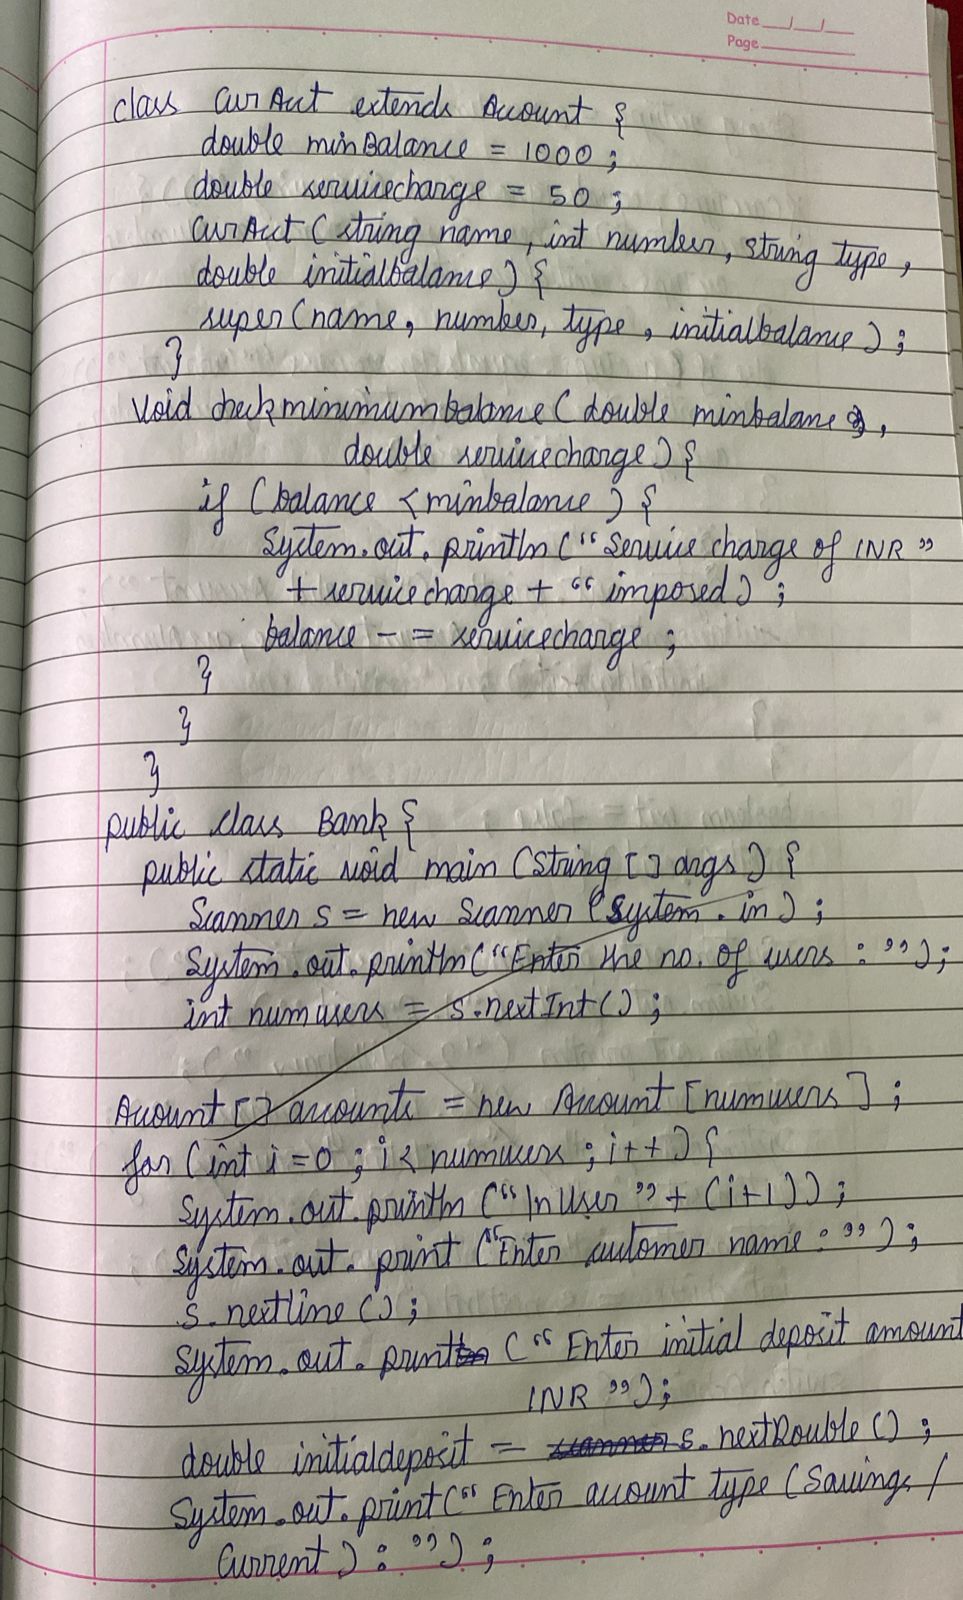 Date __/__/__
Page
class CurAcct extends Account {
double minBalance = 1000 ;
double servicecharge = 50 ;
CurAcct ( string name , int number , string type ,
double initialbalance ) {
super ( name , number , type , initialbalance ) ;
}
void checkminimumbalance ( double minbalance ,
double servicecharge ) {
if ( balance < minbalance ) {
System.out.println ( “ Service charge of INR ”
+ servicecharge + “ imposed ) ;
balance - = servicecharge ;
}
}
}
public class Bank {
public static void main ( String [ ] args ) {
Scanner s = new Scanner ( System . in ) ;
System.out.println ( “ Enter the no. of users : ” ) ;
int numusers = s.nextInt ( ) ;
Account [ ] accounts = new Account [ numusers ] ;
for ( int i = 0 ; i < numusers ; i++ ) {
System.out.println ( “ \n User ” + ( i+1 ) ) ;
System.out.print ( “ Enter customer name : ” ) ;
s.nextline ( ) ;
System.out.print ( “ Enter initial deposit amount
INR ” ) ;
double initialdeposit = s.nextDouble ( ) ;
System.out.print ( “ Enter account type ( Savings /
Current ) : ” ) ;